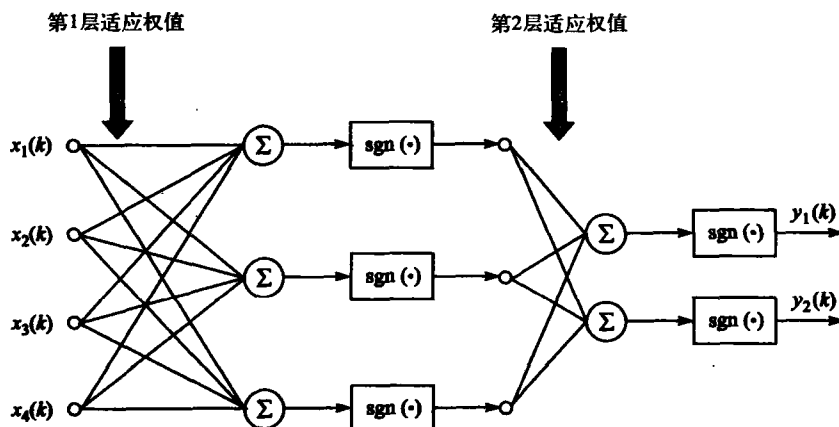 第1层适应权值
第2层适应权值
x₁(k)
Σ
sgn (•)
x₂(k)
Σ
sgn (•)
y₁(k)
Σ
sgn (•)
x₃(k)
Σ
sgn (•)
y₂(k)
x₄(k)
Σ
sgn (•)